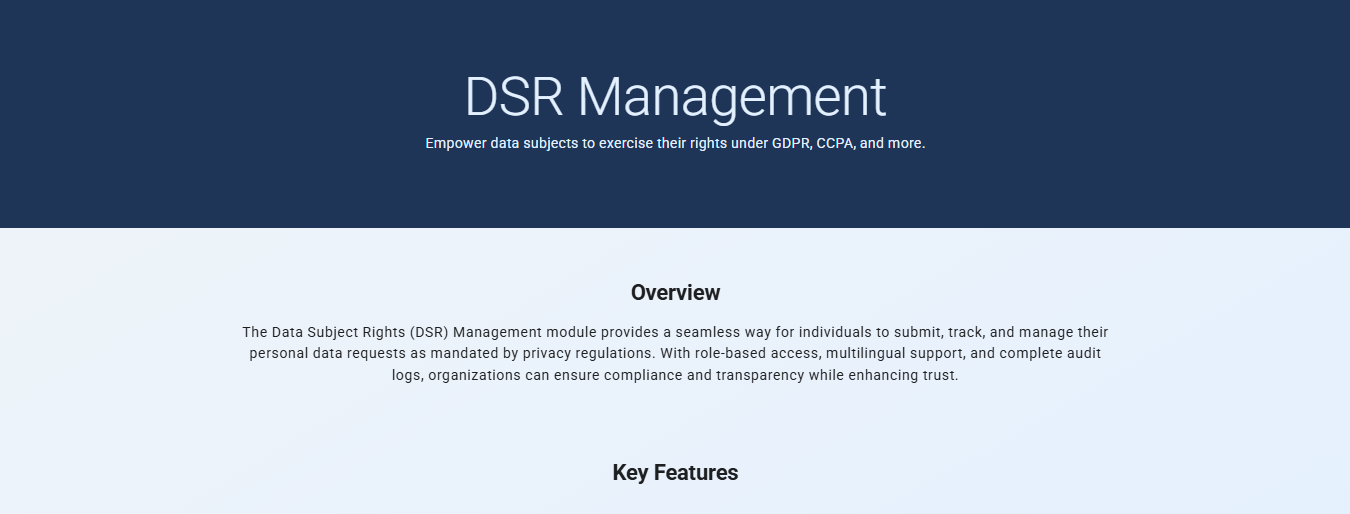 DSR Management
Empower data subjects to exercise their rights under GDPR, CCPA, and more.
Overview
The Data Subject Rights (DSR) Management module provides a seamless way for individuals to submit, track, and manage their
personal data requests as mandated by privacy regulations. With role-based access, multilingual support, and complete audit
logs, organizations can ensure compliance and transparency while enhancing trust.
Key Features